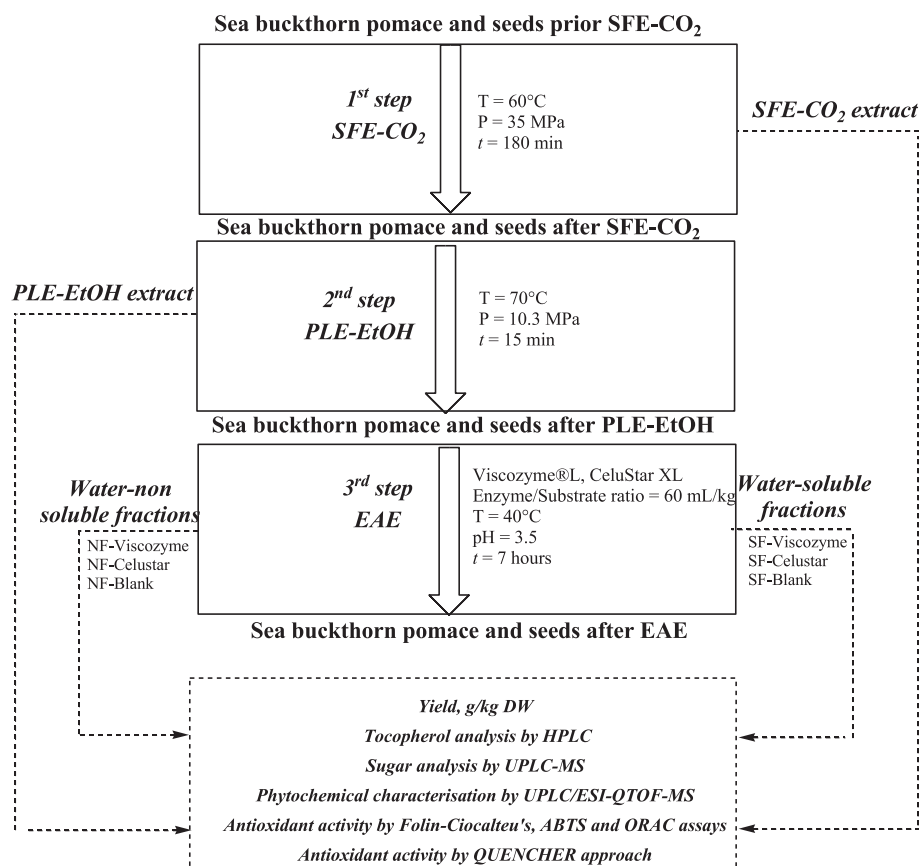 Sea buckthorn pomace and seeds prior SFE-CO₂
1st step
SFE-CO₂
T = 60°C
P = 35 MPa
t = 180 min
SFE-CO₂ extract
Sea buckthorn pomace and seeds after SFE-CO₂
PLE-EtOH extract
2nd step
PLE-EtOH
T = 70°C
P = 10.3 MPa
t = 15 min
Sea buckthorn pomace and seeds after PLE-EtOH
Water-non
soluble fractions
NF-Viscozyme
NF-Celustar
NF-Blank
3rd step
EAE
Viscozyme®L, CeluStar XL
Enzyme/Substrate ratio = 60 mL/kg
T = 40°C
pH = 3.5
t = 7 hours
Water-soluble
fractions
SF-Viscozyme
SF-Celustar
SF-Blank
Sea buckthorn pomace and seeds after EAE
Yield, g/kg DW
Tocopherol analysis by HPLC
Sugar analysis by UPLC-MS
Phytochemical characterisation by UPLC/ESI-QTOF-MS
Antioxidant activity by Folin-Ciocalteu's, ABTS and ORAC assays
Antioxidant activity by QUENCHER approach